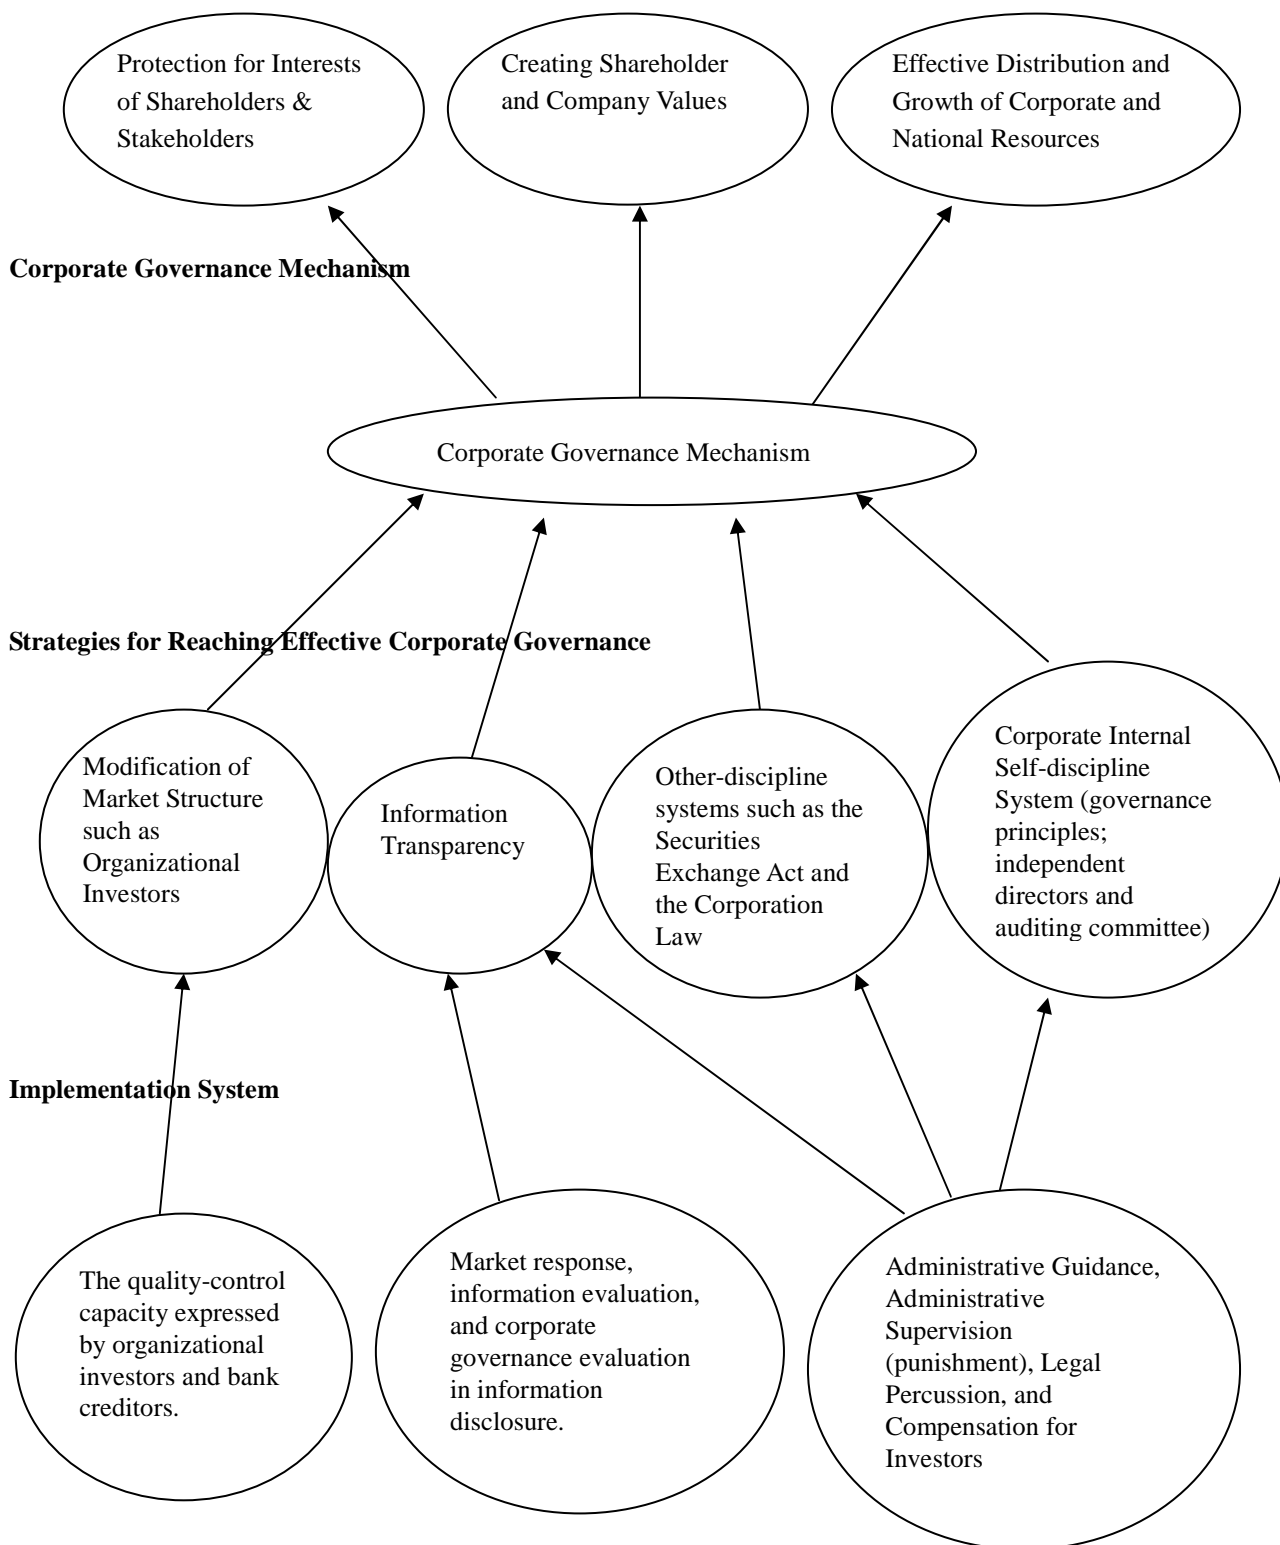 Protection for Interests
of Shareholders &
Stakeholders
Creating Shareholder
and Company Values
Effective Distribution and
Growth of Corporate and
National Resources
Corporate Governance Mechanism
Corporate Governance Mechanism
Strategies for Reaching Effective Corporate Governance
Modification of
Market Structure
such as
Organizational
Investors
Information
Transparency
Other-discipline
systems such as the
Securities
Exchange Act and
the Corporation
Law
Corporate Internal
Self-discipline
System (governance
principles;
independent
directors and
auditing committee)
Implementation System
The quality-control
capacity expressed
by organizational
investors and bank
creditors.
Market response,
information evaluation,
and corporate
governance evaluation
in information
disclosure.
Administrative Guidance,
Administrative
Supervision
(punishment), Legal
Percussion, and
Compensation for
Investors